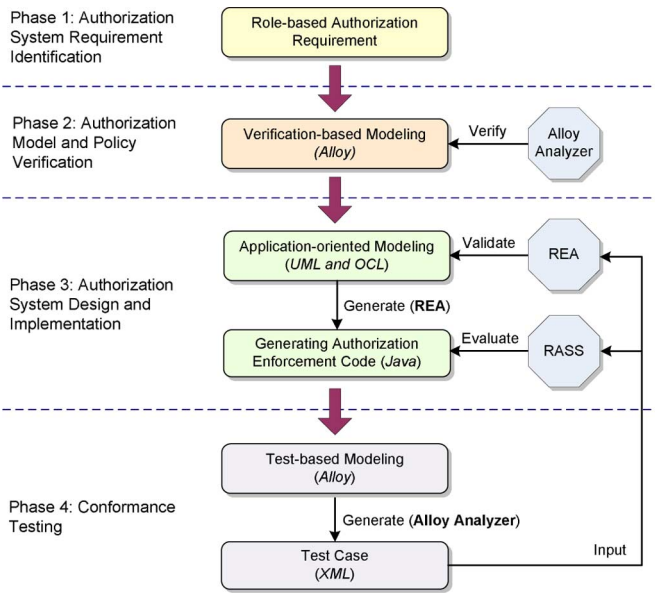 Phase 1: Authorization
System Requirement
Identification
Role-based Authorization
Requirement
Phase 2: Authorization
Model and Policy
Verification
Verification-based Modeling
(Alloy)
Verify
Alloy
Analyzer
Phase 3: Authorization
System Design and
Implementation
Application-oriented Modeling
(UML and OCL)
Validate
REA
Generate (REA)
Generating Authorization
Enforcement Code (Java)
Evaluate
RASS
Phase 4: Conformance
Testing
Test-based Modeling
(Alloy)
Generate (Alloy Analyzer)
Test Case
(XML)
Input